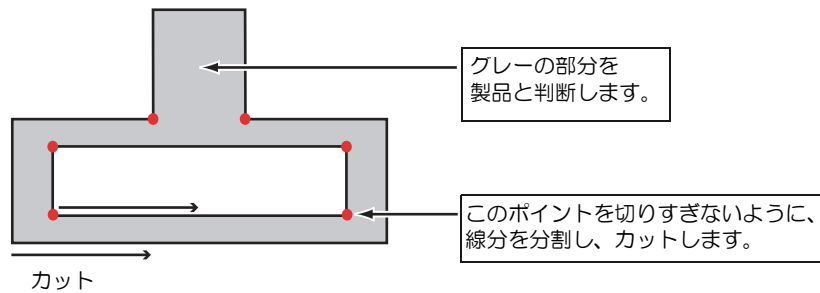 グレーの部分を
製品と判断します。
このポイントを切りすぎないように、
線分を分割し、カットします。
カット